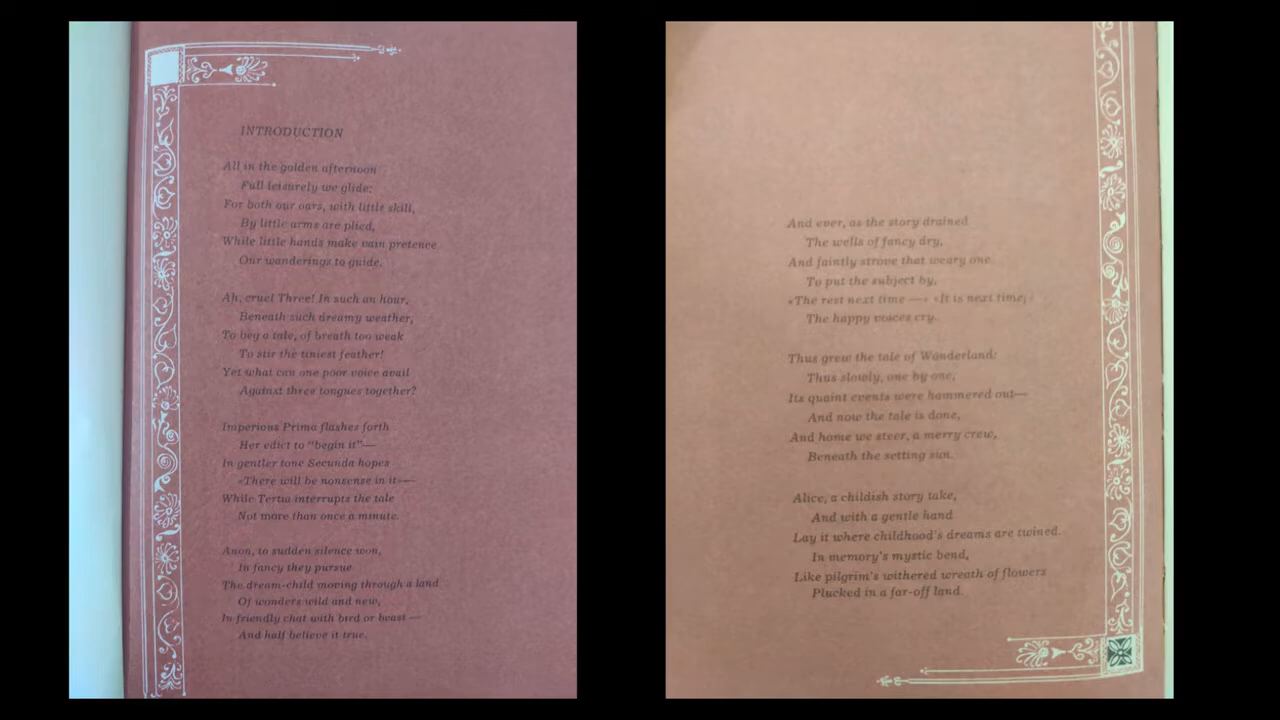 INTRODUCTION
All in the golden afternoon
Full leisurely we glide;
For both our oars, with little skill,
By little arms are plied,
While little hands make vain pretence
Our wanderings to guide.
Ah, cruel Three! In such an hour,
Beneath such dreamy weather,
To beg a tale, of breath too weak
To stir the tiniest feather!
Yet what can one poor voice avail
Against three tongues together?
Imperious Prima flashes forth
Her edict to "begin it"—
In gentler tone Secunda hopes
«There will be nonsense in it»—
While Tertia interrupts the tale
Not more than once a minute.
Anon, to sudden silence won,
In fancy they pursue
The dream-child moving through a land
Of wonders wild and new,
In friendly chat with bird or beast —
And half believe it true.
And ever, as the story drained
The wells of fancy dry,
And faintly strove that weary one
To put the subject by,
«The rest next time —» «It is next time;»
The happy voices cry.
Thus grew the tale of Wonderland:
Thus slowly, one by one,
Its quaint events were hammered out—
And now the tale is done,
And home we steer, a merry crew,
Beneath the setting sun.
Alice, a childish story take,
And with a gentle hand
Lay it where childhood's dreams are twined.
In memory's mystic bend,
Like pilgrim's withered wreath of flowers
Plucked in a far-off land.